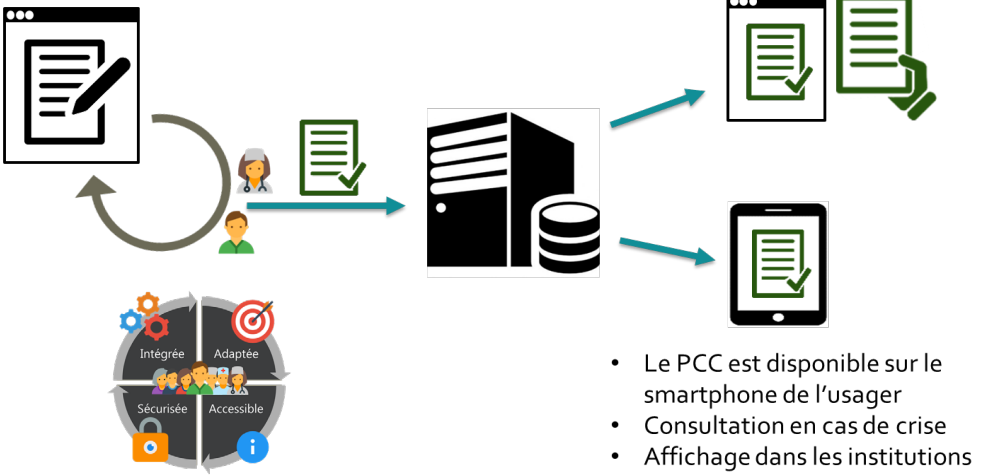 Intégrée
Adaptée
Sécurisée
Accessible
i
• Le PCC est disponible sur le
smartphone de l’usager
• Consultation en cas de crise
• Affichage dans les institutions